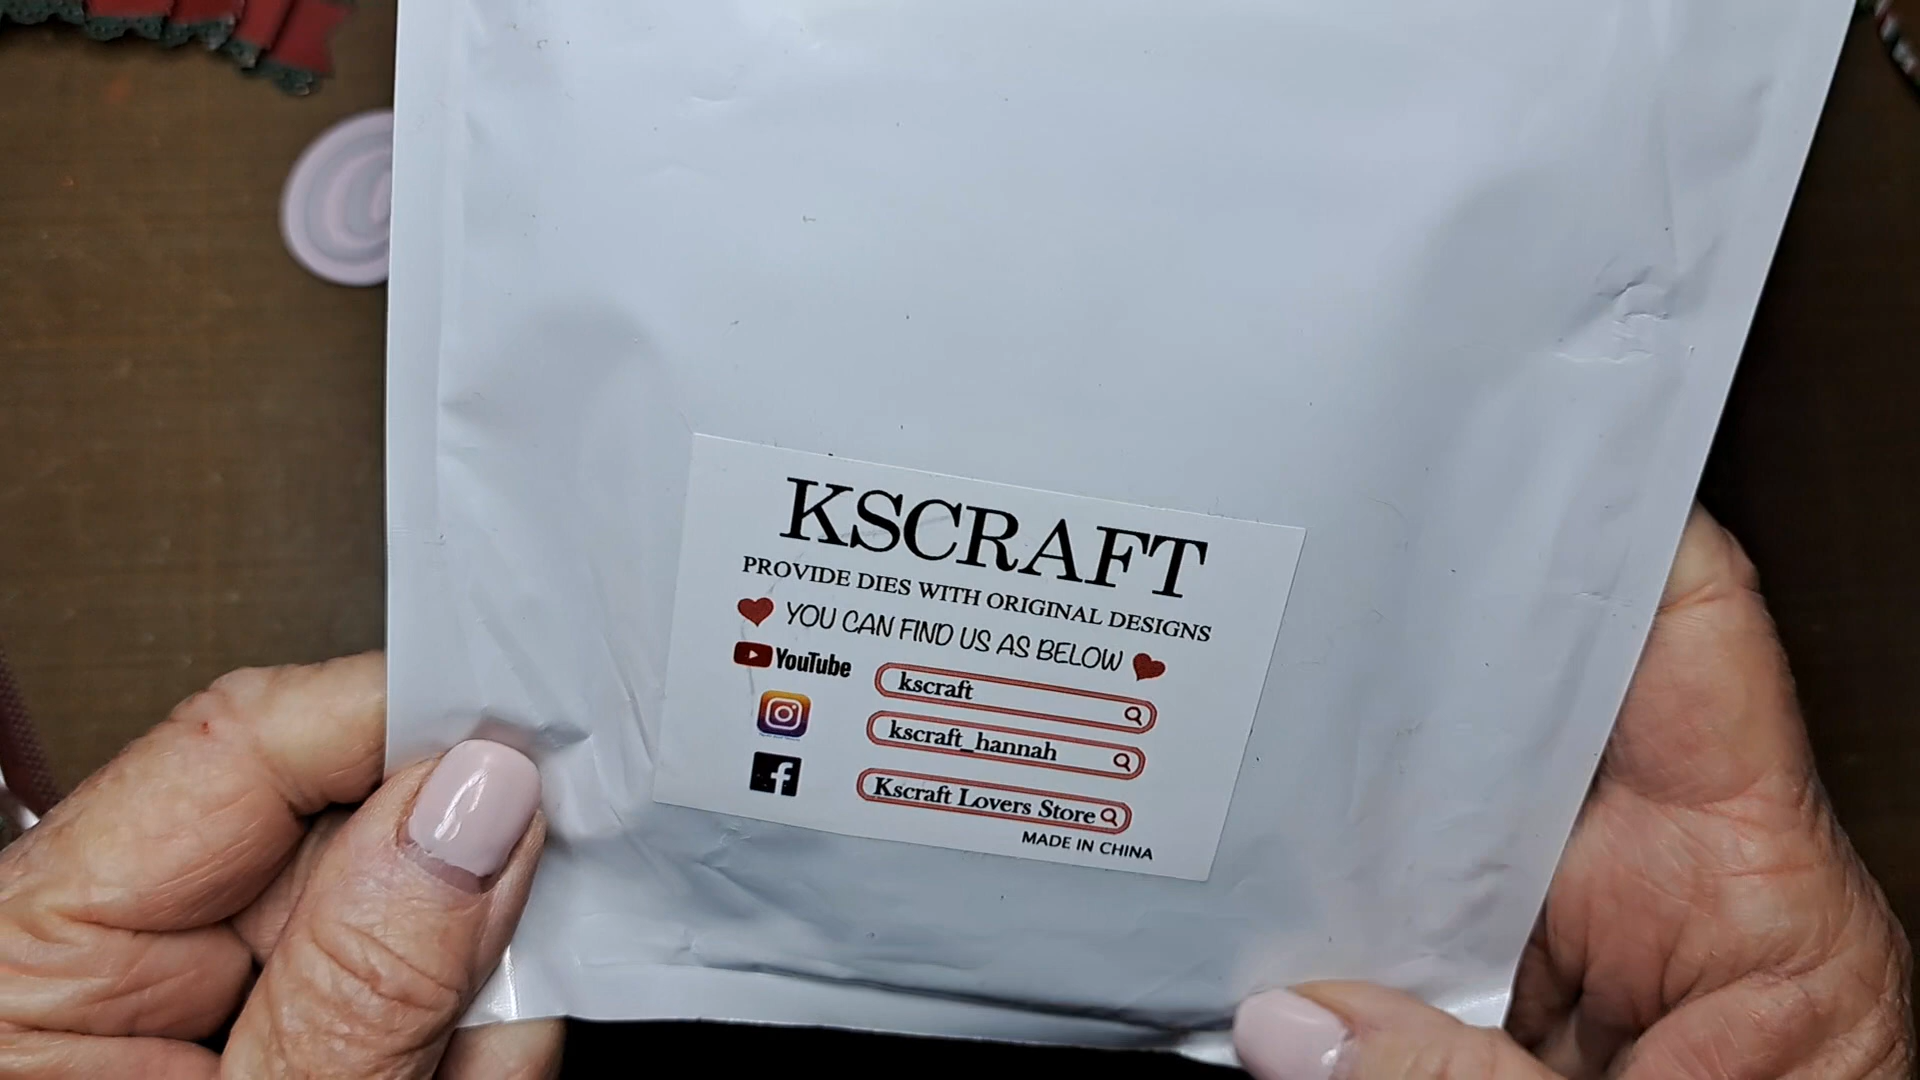 KSCRAFT
PROVIDE DIES WITH ORIGINAL DESIGNS
YOU CAN FIND US AS BELOW
YouTube kscraft
kscraft_hannah
Kscraft Lovers Store
MADE IN CHINA